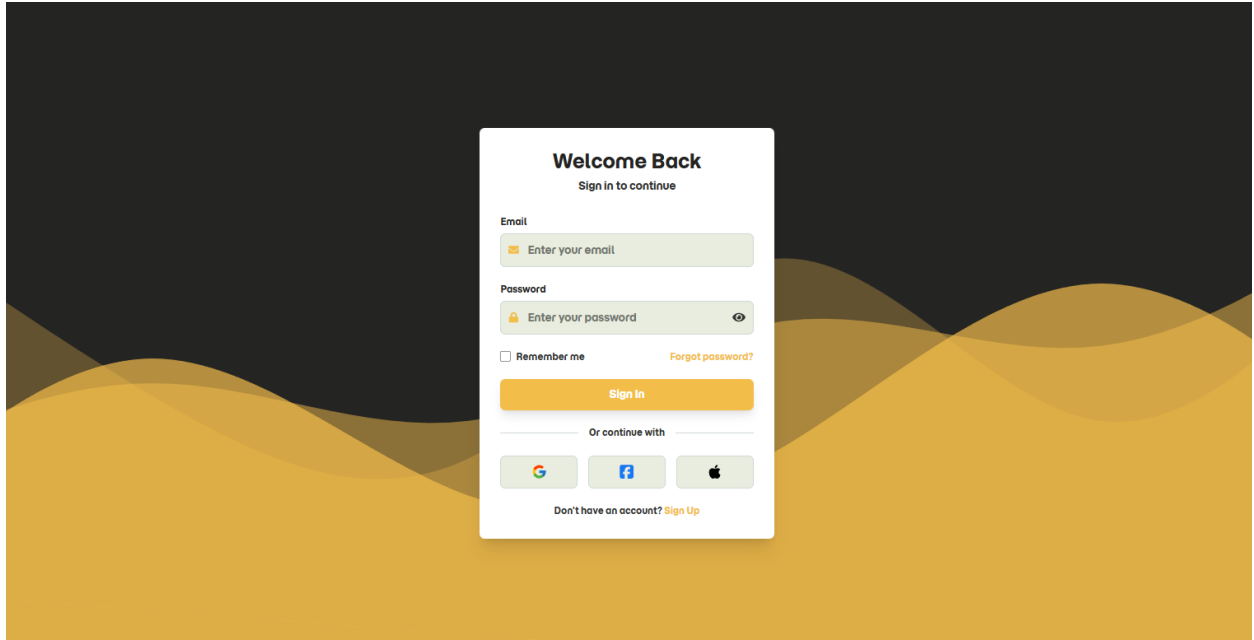 Welcome Back
Sign in to continue
Email
Enter your email
Password
Enter your password
Remember me Forgot password?
Sign In
Or continue with
Don't have an account? Sign Up